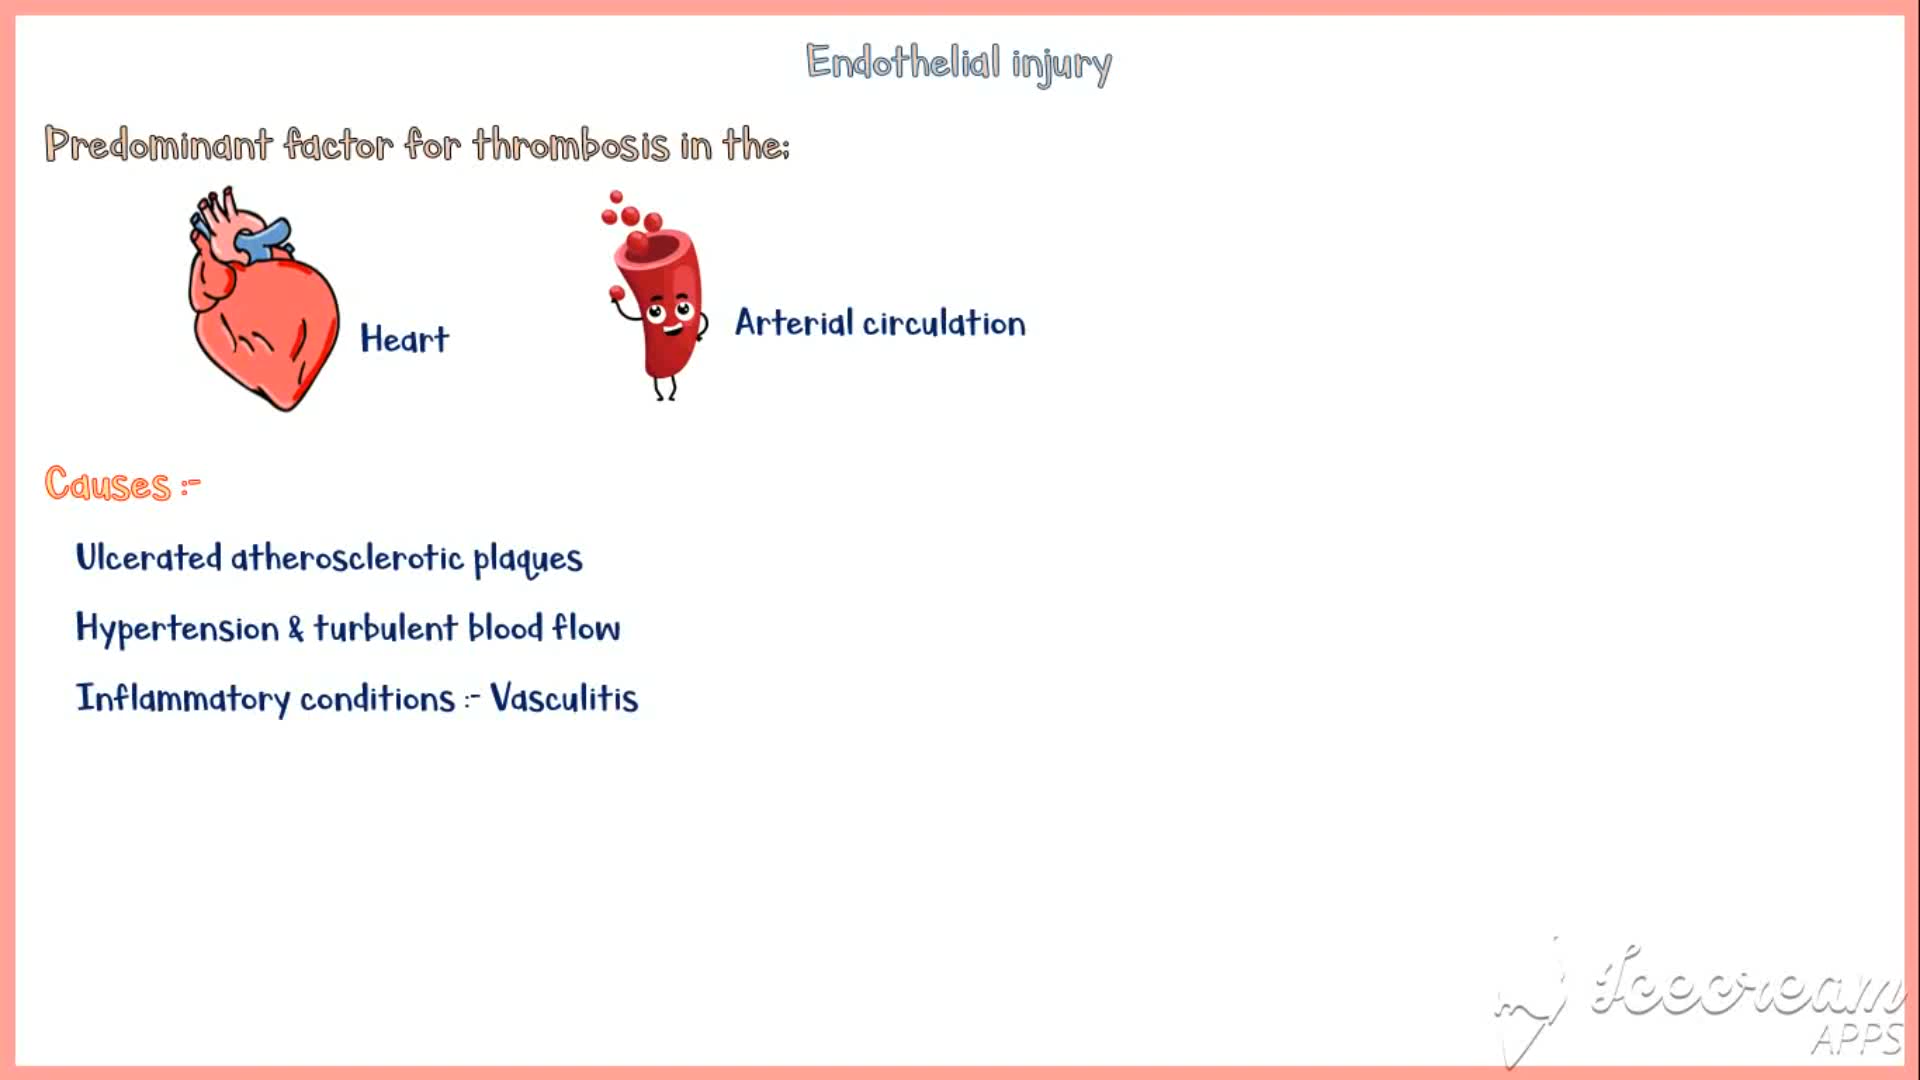 Endothelial injury
Predominant factor for thrombosis in the:
Heart
Arterial circulation
Causes :-
Ulcerated atherosclerotic plaques
Hypertension & turbulent blood flow
Inflammatory conditions :- Vasculitis
Icecream
APPS